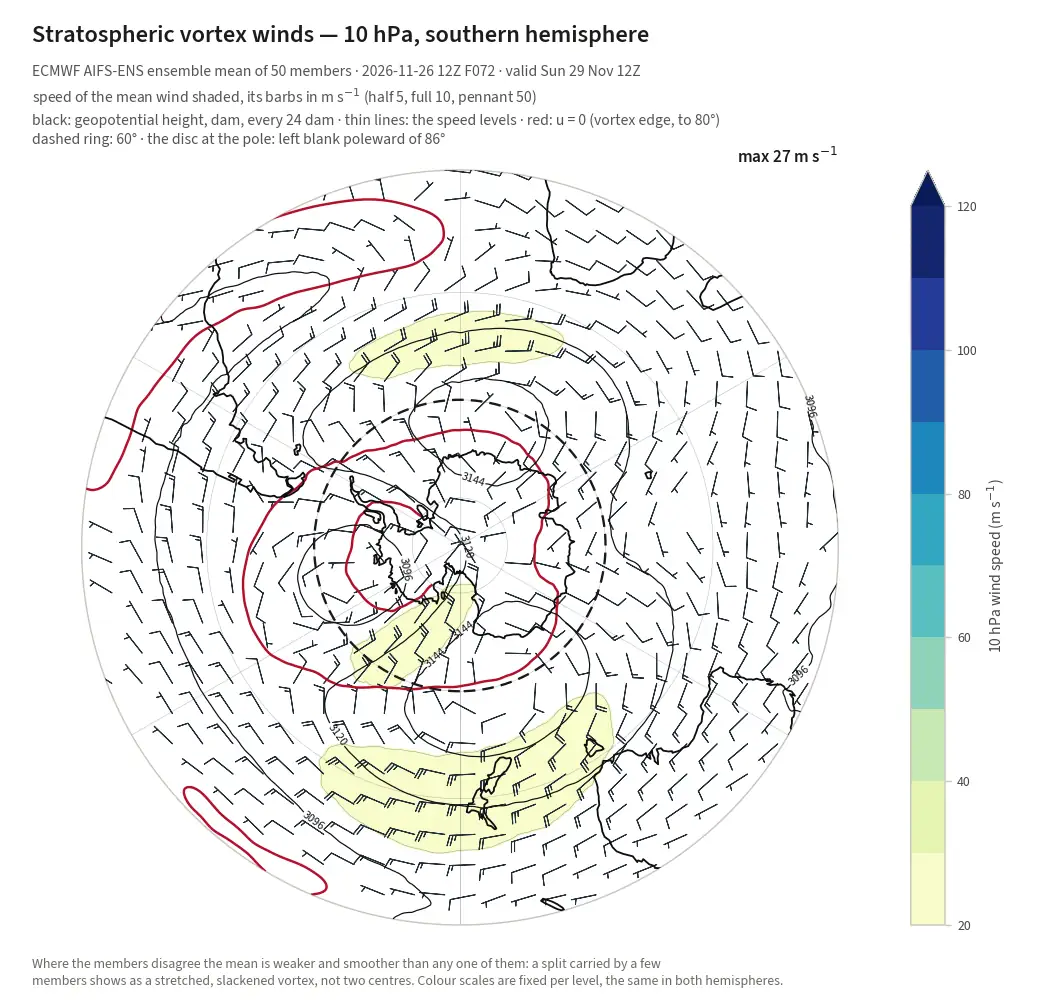 Stratospheric vortex winds — 10 hPa, southern hemisphere
ECMWF AIFS-ENS ensemble mean of 50 members · 2026-11-26 12Z F072 · valid Sun 29 Nov 12Z
speed of the mean wind shaded, its barbs in m s⁻¹ (half 5, full 10, pennant 50)
black: geopotential height, dam, every 24 dam · thin lines: the speed levels · red: u = 0 (vortex edge, to 80°)
dashed ring: 60° · the disc at the pole: left blank poleward of 86°
max 27 m s⁻¹
120
100
80
60
40
20
10 hPa wind speed (m s⁻¹)
3096
3144
3120
3096
3144
3144
3096
3120
3096
Where the members disagree the mean is weaker and smoother than any one of them: a split carried by a few
members shows as a stretched, slackened vortex, not two centres. Colour scales are fixed per level, the same in both hemispheres.